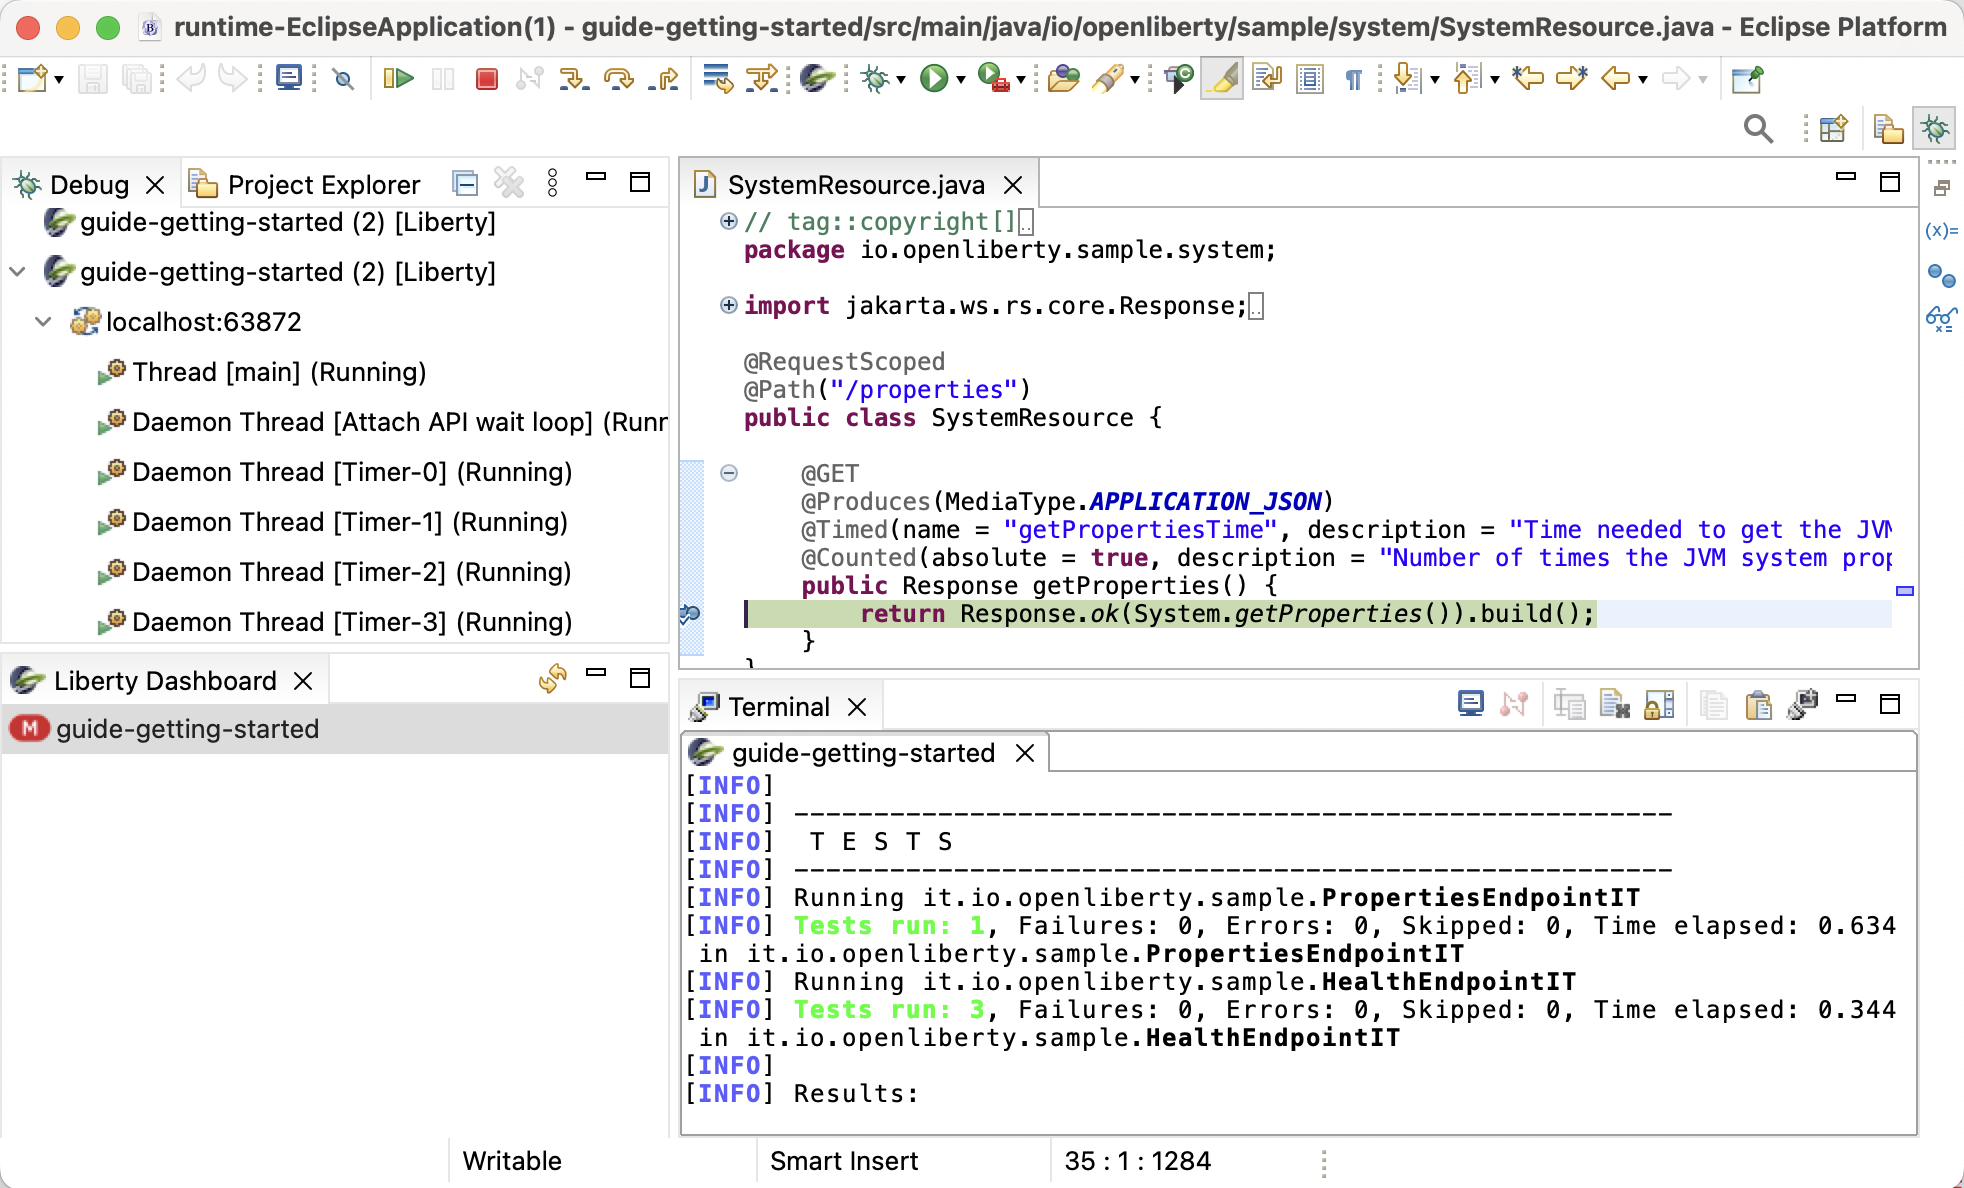 runtime-EclipseApplication(1) - guide-getting-started/src/main/java/io/openliberty/sample/system/SystemResource.java - Eclipse Platform
Debug
Project Explorer
guide-getting-started (2) [Liberty]
guide-getting-started (2) [Liberty]
localhost:63872
Thread [main] (Running)
Daemon Thread [Attach API wait loop] (Runr
Daemon Thread [Timer-0] (Running)
Daemon Thread [Timer-1] (Running)
Daemon Thread [Timer-2] (Running)
Daemon Thread [Timer-3] (Running)
Liberty Dashboard
M guide-getting-started
SystemResource.java
// tag::copyright[]
package io.openliberty.sample.system;
import jakarta.ws.rs.core.Response;
@RequestScoped
@Path("/properties")
public class SystemResource {
@GET
@Produces(MediaType.APPLICATION_JSON)
@Timed(name = "getPropertiesTime", description = "Time needed to get the JVM
@Counted(absolute = true, description = "Number of times the JVM system prop
public Response getProperties() {
return Response.ok(System.getProperties()).build();
}
}
(x)=
Terminal
guide-getting-started
[INFO]
[INFO] -------------------------------------------------------
[INFO]  T E S T S
[INFO] -------------------------------------------------------
[INFO] Running it.io.openliberty.sample.PropertiesEndpointIT
[INFO] Tests run: 1, Failures: 0, Errors: 0, Skipped: 0, Time elapsed: 0.634
in it.io.openliberty.sample.PropertiesEndpointIT
[INFO] Running it.io.openliberty.sample.HealthEndpointIT
[INFO] Tests run: 3, Failures: 0, Errors: 0, Skipped: 0, Time elapsed: 0.344
in it.io.openliberty.sample.HealthEndpointIT
[INFO]
[INFO] Results:
Writable
Smart Insert
35 : 1 : 1284